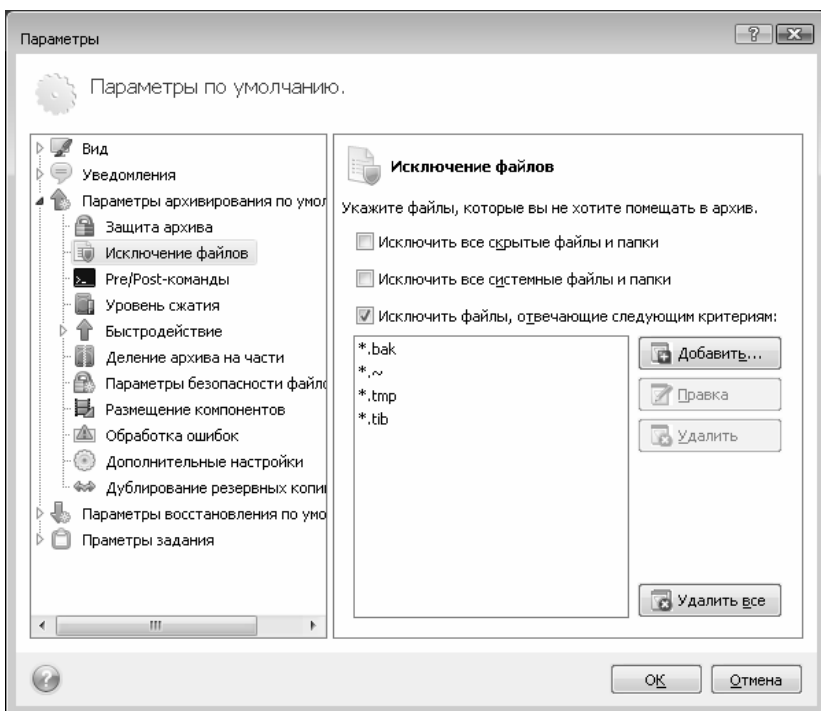 Параметры
Параметры по умолчанию.
Вид
Уведомления
Параметры архивирования по умол
Защита архива
Исключение файлов
Pre/Post-команды
Уровень сжатия
Быстродействие
Деление архива на части
Параметры безопасности файло
Размещение компонентов
Обработка ошибок
Дополнительные настройки
Дублирование резервных копи
Параметры восстановления по умо
Праметры задания
Исключение файлов
Укажите файлы, которые вы не хотите помещать в архив.
Исключить все скрытые файлы и папки
Исключить все системные файлы и папки
Исключить файлы, отвечающие следующим критериям:
*.bak
*.~
*.tmp
*.tib
Добавить...
Правка
Удалить
Удалить все
ОК
Отмена